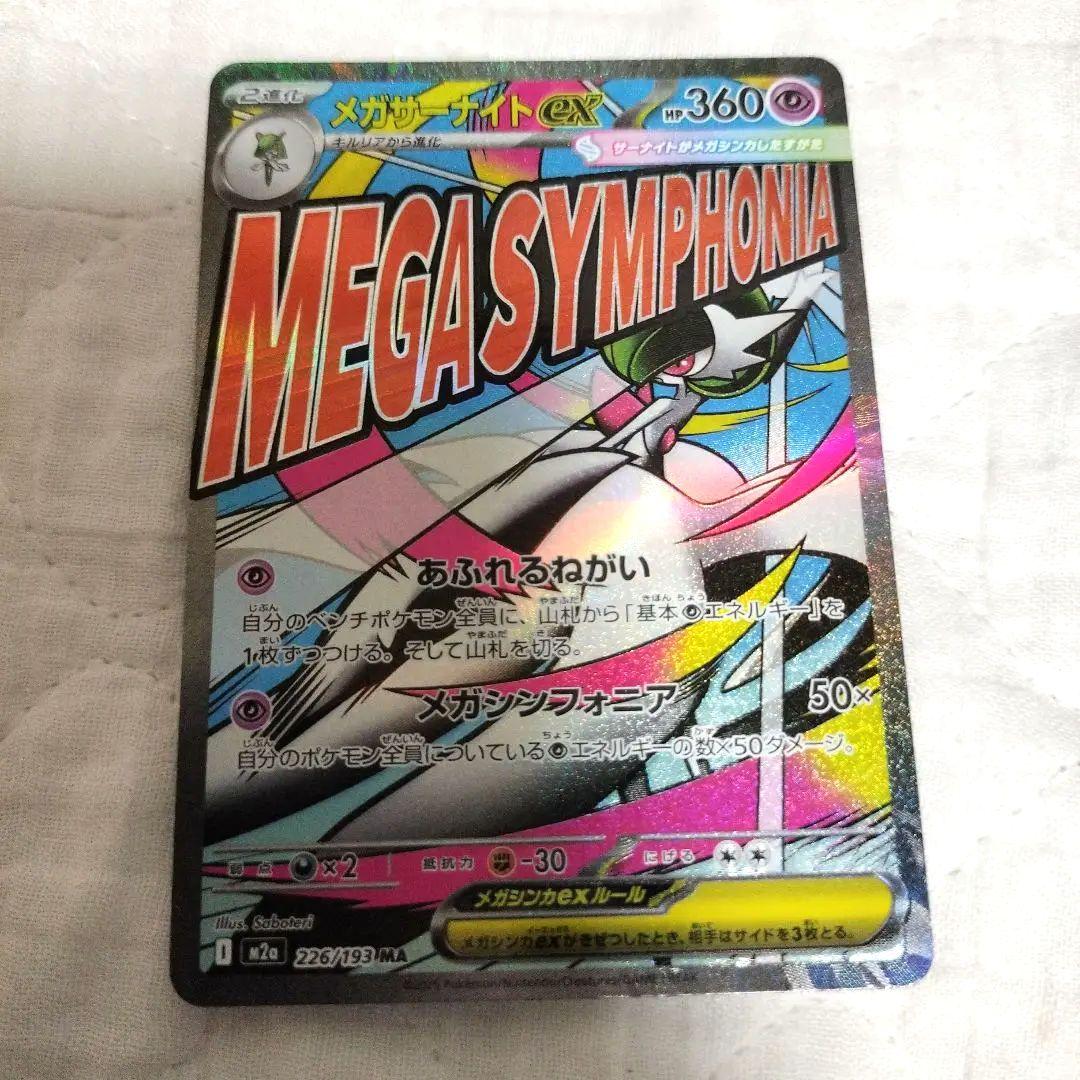 2進化
メガサーナイトex
HP360
キルリアから進化
サーナイトがメガシンカしたすがた
MEGA SYMPHONIA
あふれるねがい
自分のベンチポケモン全員に、山札から「基本エネルギー」を
1枚ずつつける。そして山札を切る。
メガシンフォニア 50×
自分のポケモン全員についているエネルギーの数×50ダメージ。
弱点 ×2 抵抗力 -30 にげる
メガシンカexルール
メガシンカexがきぜつしたとき、相手はサイドを3枚とる。
Illus. Saboteri
I M2a 226/193 MA